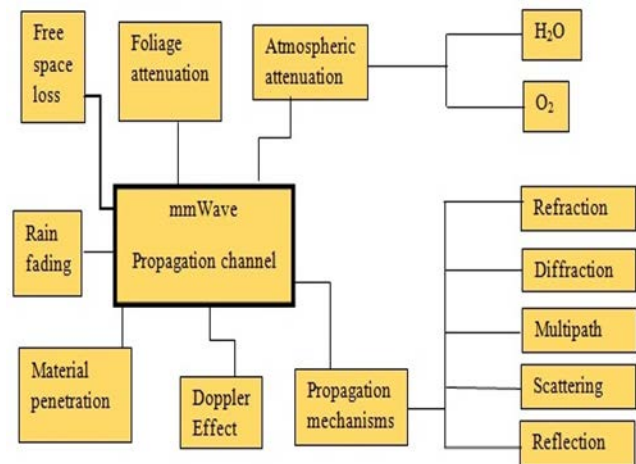 Free
space
loss
Foliage
attenuation
Atmospheric
attenuation
H₂O
O₂
mmWave
Propagation channel
Rain
fading
Refraction
Diffraction
Multipath
Scattering
Reflection
Material
penetration
Doppler
Effect
Propagation
mechanisms